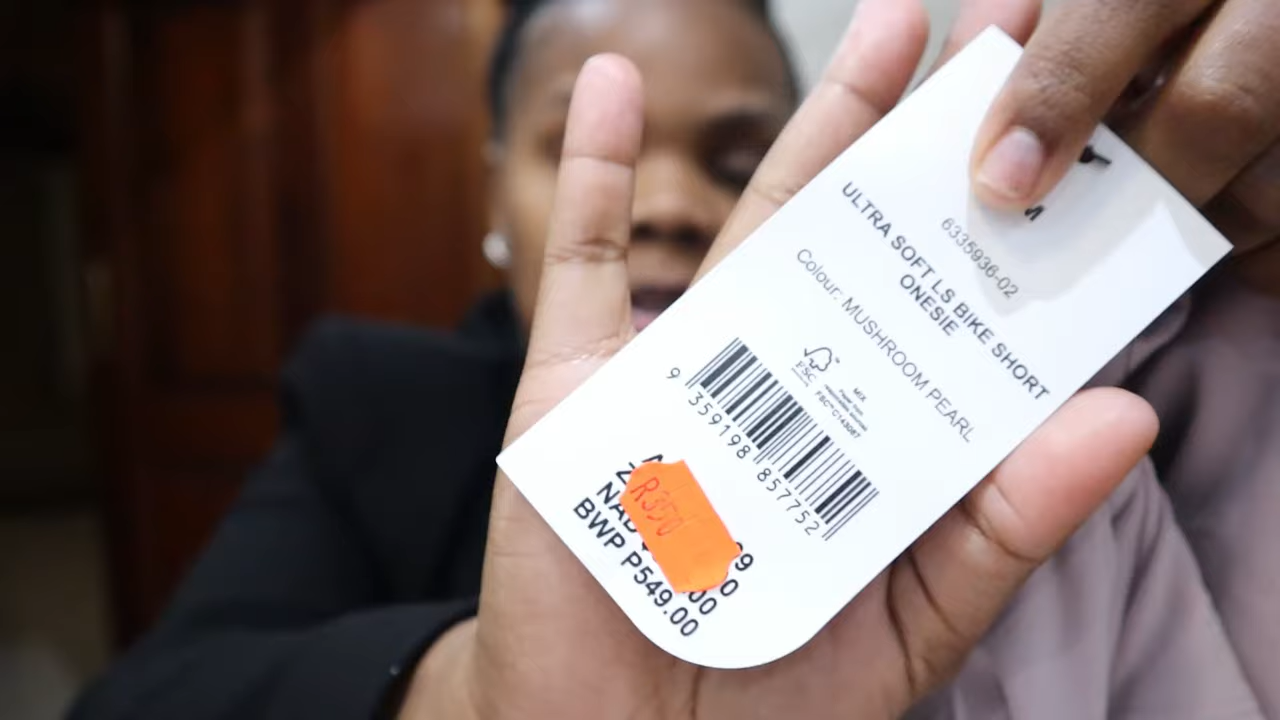 M
6335936-02
ULTRA SOFT LS BIKE SHORT
ONESIE
Colour: MUSHROOM PEARL
FSC
MIX
9 359198 857752
R350
NAD
BWP P549.00